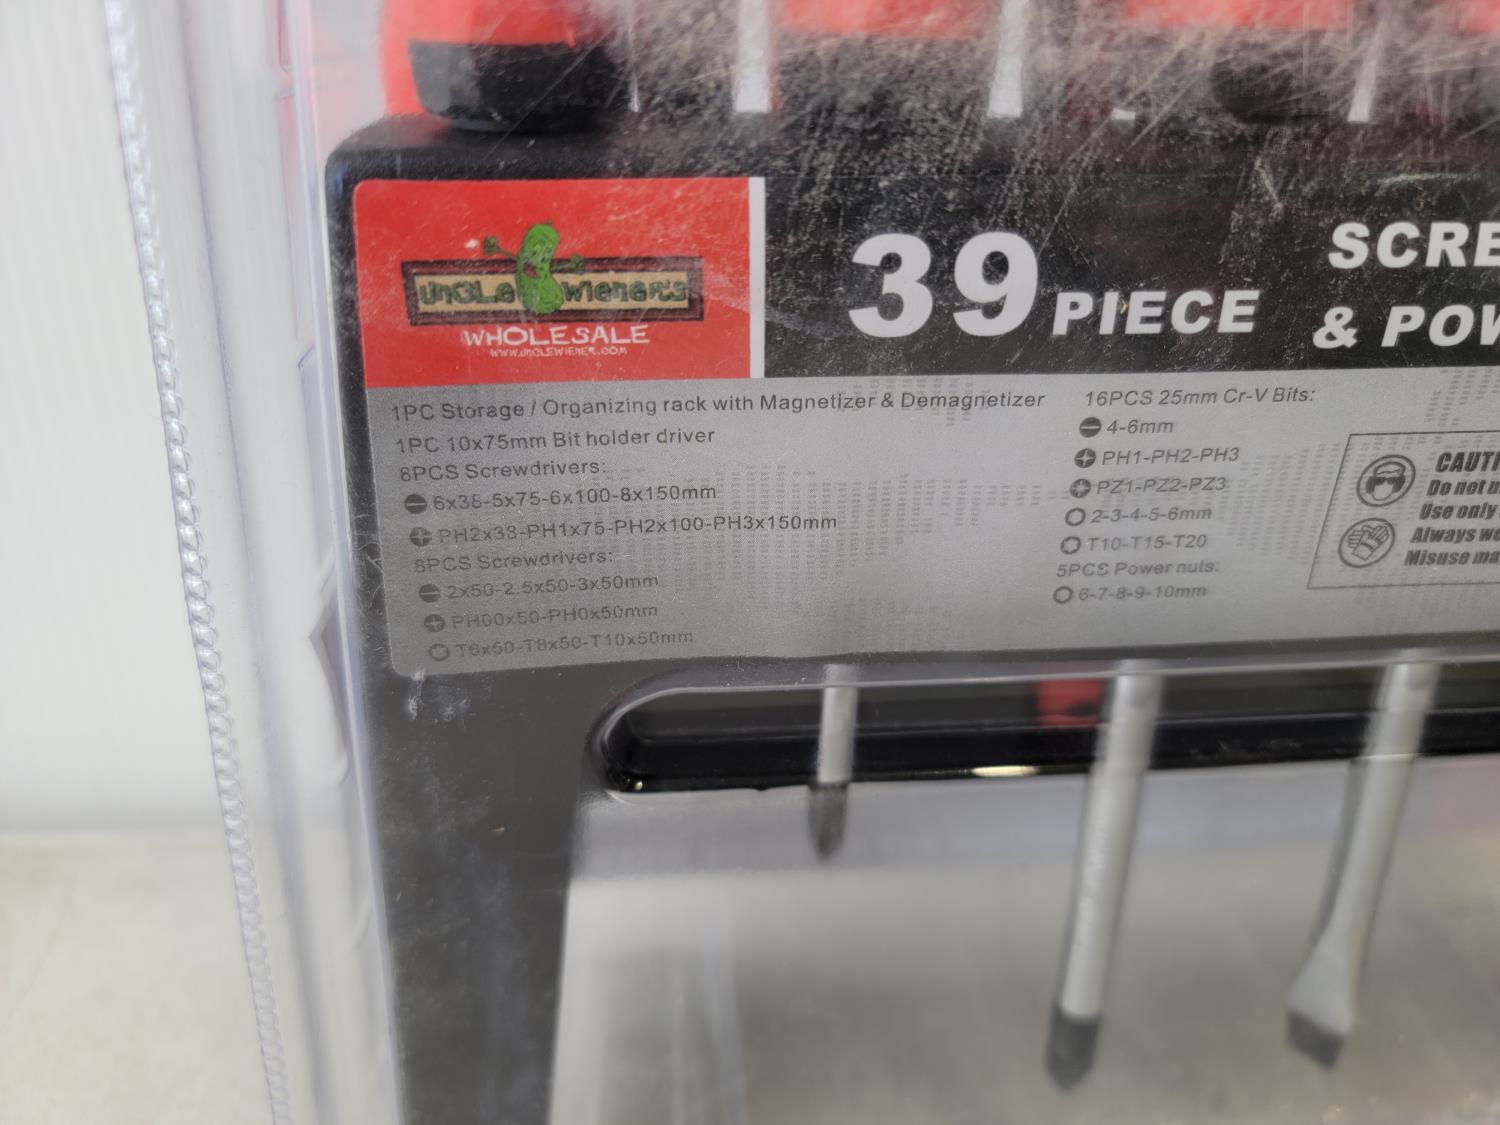 UNCLE WIENER'S
WHOLESALE
WWW.UNCLEWIENER.COM
39 PIECE
SCRE
& POW
1PC Storage / Organizing rack with Magnetizer & Demagnetizer
1PC 10x75mm Bit holder driver
8PCS Screwdrivers:
6x38-5x75-6x100-8x150mm
PH2x38-PH1x75-PH2x100-PH3x150mm
8PCS Screwdrivers:
2x50-2.5x50-3x50mm
PH00x50-PH0x50mm
T6x50-T8x50-T10x50mm
16PCS 25mm Cr-V Bits:
4-6mm
PH1-PH2-PH3
PZ1-PZ2-PZ3
2-3-4-5-6mm
T10-T15-T20
5PCS Power nuts:
6-7-8-9-10mm
CAUTI
Do not u
Use only
Always we
Misuse ma